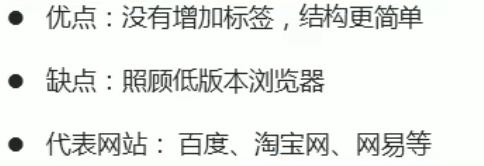 ● 优点：没有增加标签，结构更简单
● 缺点：照顾低版本浏览器
● 代表网站： 百度、淘宝网、网易等